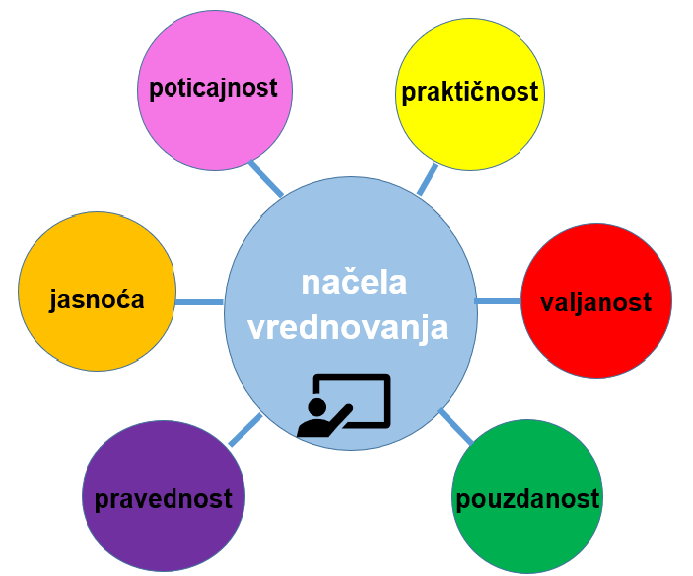 poticajnost
praktičnost
jasnoća
načela
vrednovanja
valjanost
pravednost
pouzdanost